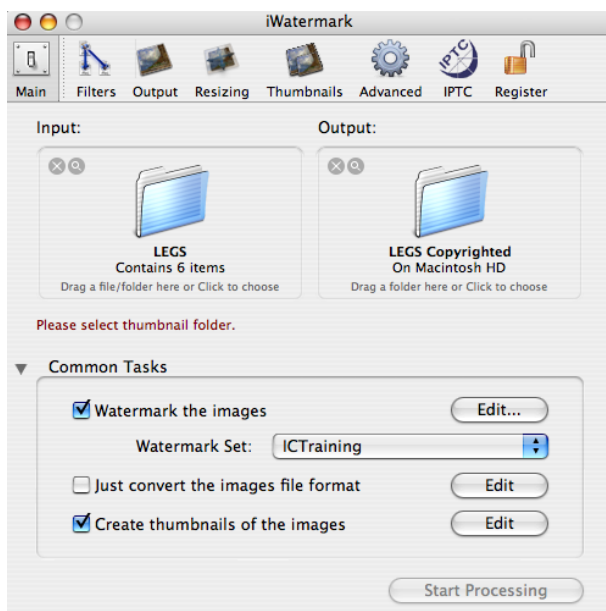 iWatermark
Main Filters Output Resizing Thumbnails Advanced IPTC Register
IPTC
Input: Output:
LEGS
Contains 6 items
Drag a file/folder here or Click to choose
LEGS Copyrighted
On Macintosh HD
Drag a folder here or Click to choose
Please select thumbnail folder.
Common Tasks
Watermark the images Edit...
Watermark Set: ICTraining
Just convert the images file format Edit
Create thumbnails of the images Edit
Start Processing